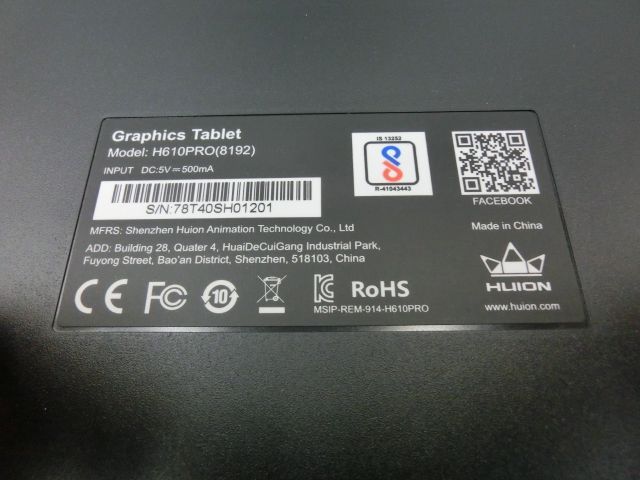 Graphics Tablet
Model: H610PRO(8192)
INPUT DC:5V⎓500mA
S/N:78T40SH01201
MFRS: Shenzhen Huion Animation Technology Co., Ltd
ADD: Building 28, Quater 4, HuaiDeCuiGang Industrial Park,
Fuyong Street, Bao'an District, Shenzhen, 518103, China
CE FC 10 RoHS
MSIP-REM-914-H610PRO
IS 13252
R-41043443
FACEBOOK
Made in China
HUION
www.huion.com